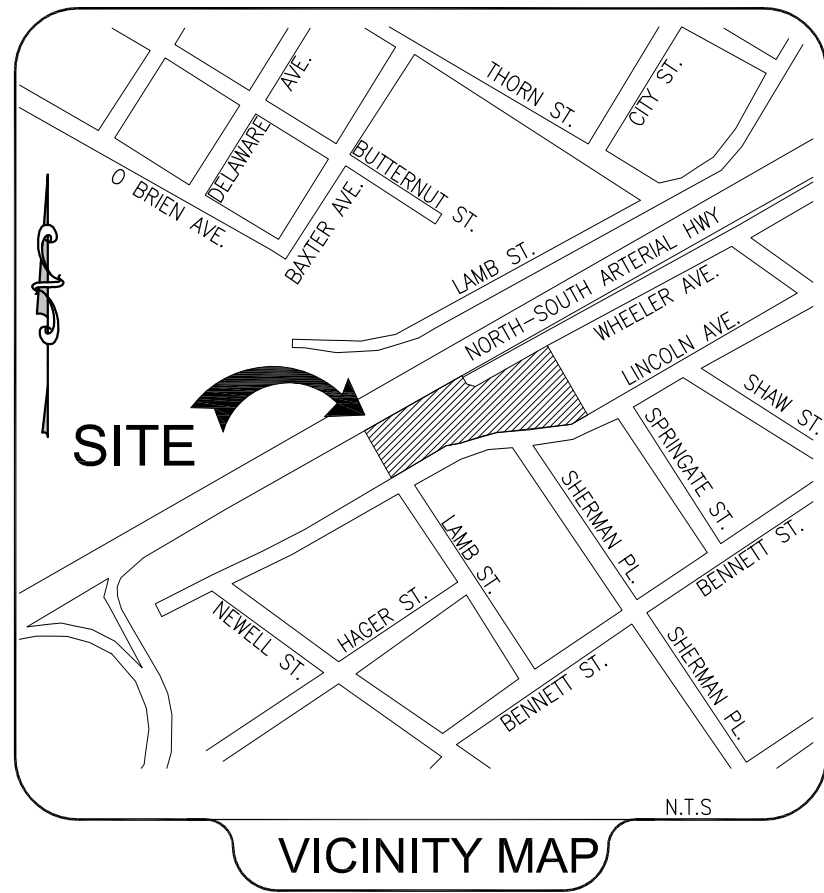 THORN ST.
CITY ST.
AVE.
DELAWARE
BUTTERNUT ST.
O BRIEN AVE.
BAXTER AVE.
LAMB ST.
NORTH-SOUTH ARTERIAL HWY
WHEELER AVE.
LINCOLN AVE.
SHAW ST.
SITE
SPRINGATE ST.
SHERMAN PL.
LAMB ST.
BENNETT ST.
HAGER ST.
NEWELL ST.
SHERMAN PL.
BENNETT ST.
N.T.S
VICINITY MAP